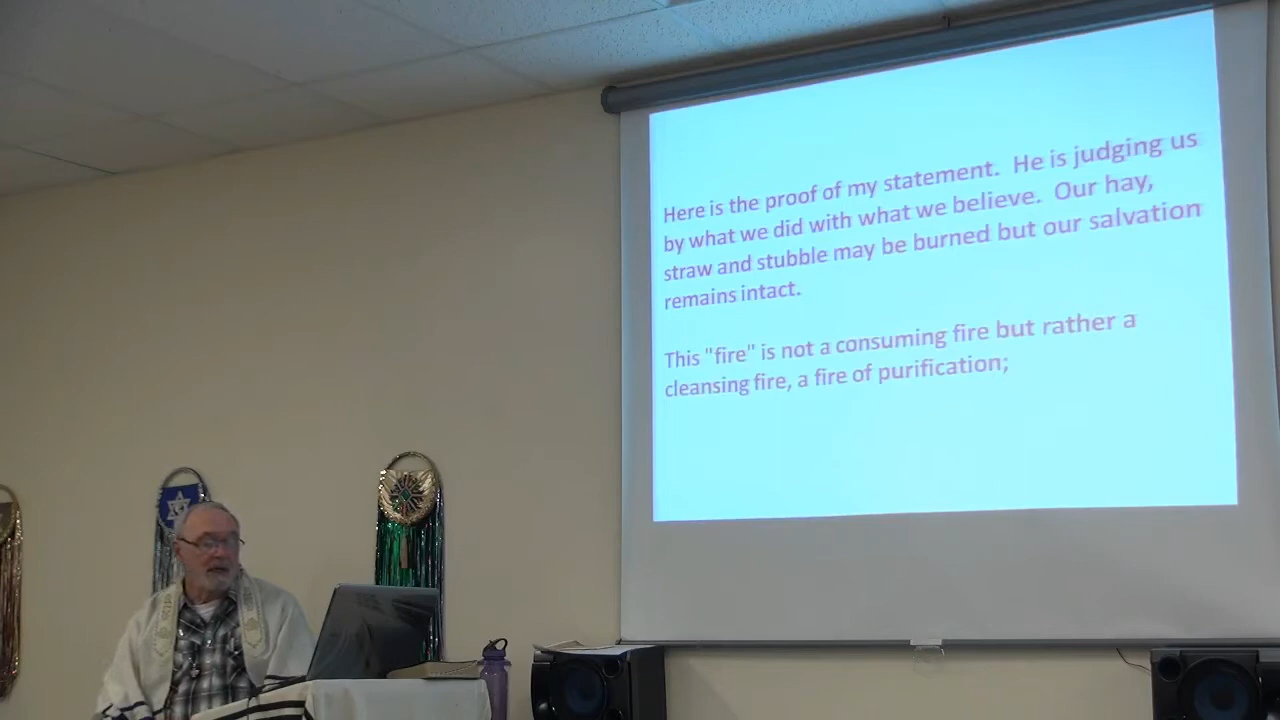 Here is the proof of my statement.  He is judging us
by what we did with what we believe.  Our hay,
straw and stubble may be burned but our salvation
remains intact.
This "fire" is not a consuming fire but rather a
cleansing fire, a fire of purification;